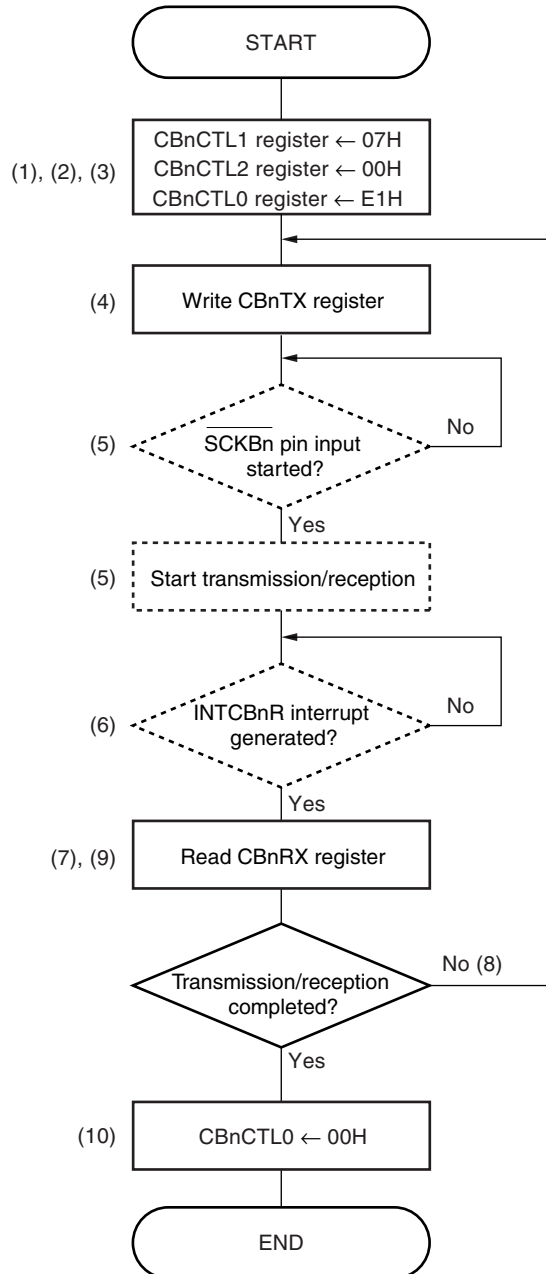 START
(1), (2), (3)
CBnCTL1 register ← 07H
CBnCTL2 register ← 00H
CBnCTL0 register ← E1H
(4)
Write CBnTX register
(5)
S̅C̅K̅B̅n̅ pin input
started?
No
Yes
(5)
Start transmission/reception
(6)
INTCBnR interrupt
generated?
No
Yes
(7), (9)
Read CBnRX register
Transmission/reception
completed?
No (8)
Yes
(10)
CBnCTL0 ← 00H
END